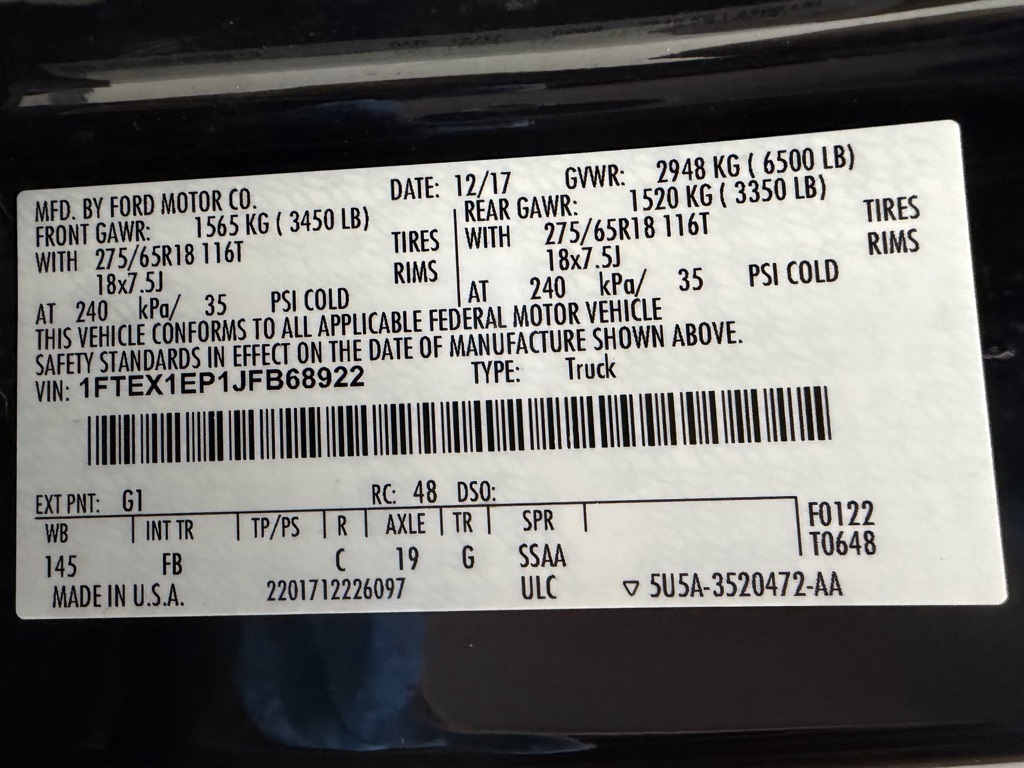 MFD. BY FORD MOTOR CO. DATE: 12/17 GVWR: 2948 KG ( 6500 LB)
FRONT GAWR: 1565 KG ( 3450 LB) REAR GAWR: 1520 KG ( 3350 LB)
WITH 275/65R18 116T TIRES WITH 275/65R18 116T TIRES
18x7.5J RIMS 18x7.5J RIMS
AT 240 kPa/ 35 PSI COLD AT 240 kPa/ 35 PSI COLD
THIS VEHICLE CONFORMS TO ALL APPLICABLE FEDERAL MOTOR VEHICLE
SAFETY STANDARDS IN EFFECT ON THE DATE OF MANUFACTURE SHOWN ABOVE.
VIN: 1FTEX1EP1JFB68922 TYPE: Truck
EXT PNT: G1 RC: 48 DSO:
WB INT TR TP/PS R AXLE TR SPR F0122
145 FB C 19 G SSAA T0648
MADE IN U.S.A. 2201712226097 ULC ▽ 5U5A-3520472-AA